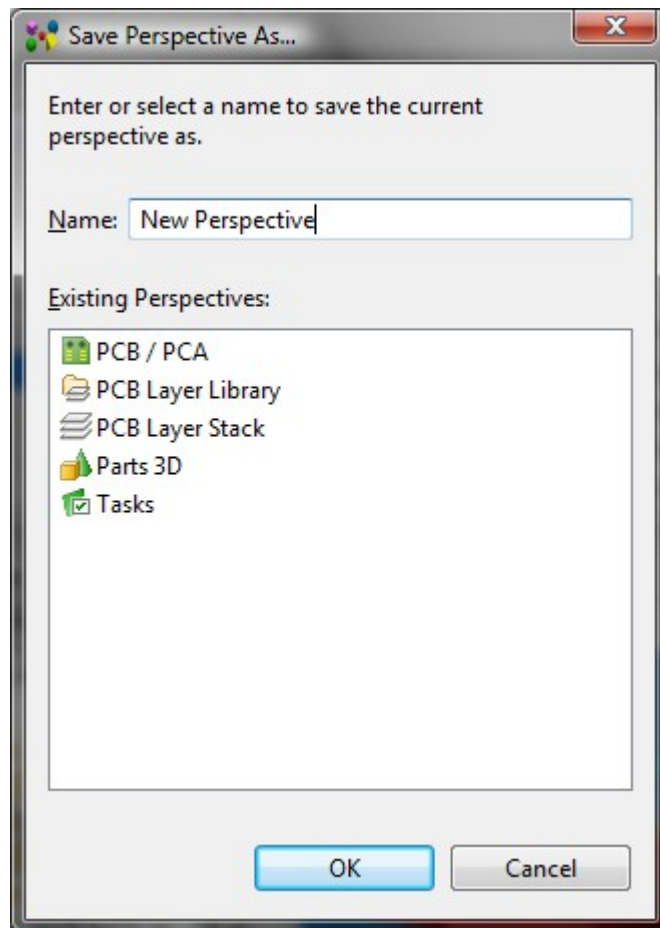 Save Perspective As...
Enter or select a name to save the current
perspective as.
Name: New Perspective
Existing Perspectives:
PCB / PCA
PCB Layer Library
PCB Layer Stack
Parts 3D
Tasks
OK Cancel